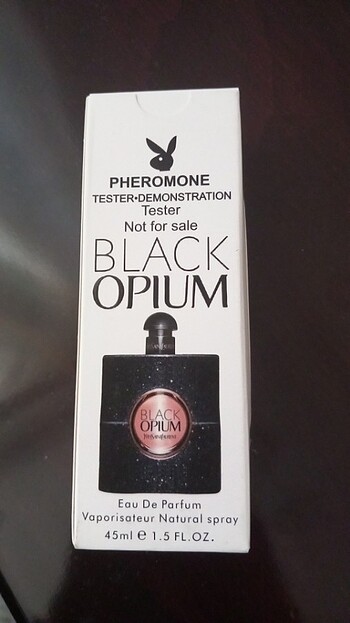 PHEROMONE
TESTER•DEMONSTRATION
Tester
Not for sale
BLACK
OPIUM
BLACK
OPIUM
YVESSAINTLAURENT
Eau De Parfum
Vaporisateur Natural spray
45ml ℮ 1.5 FL.OZ.